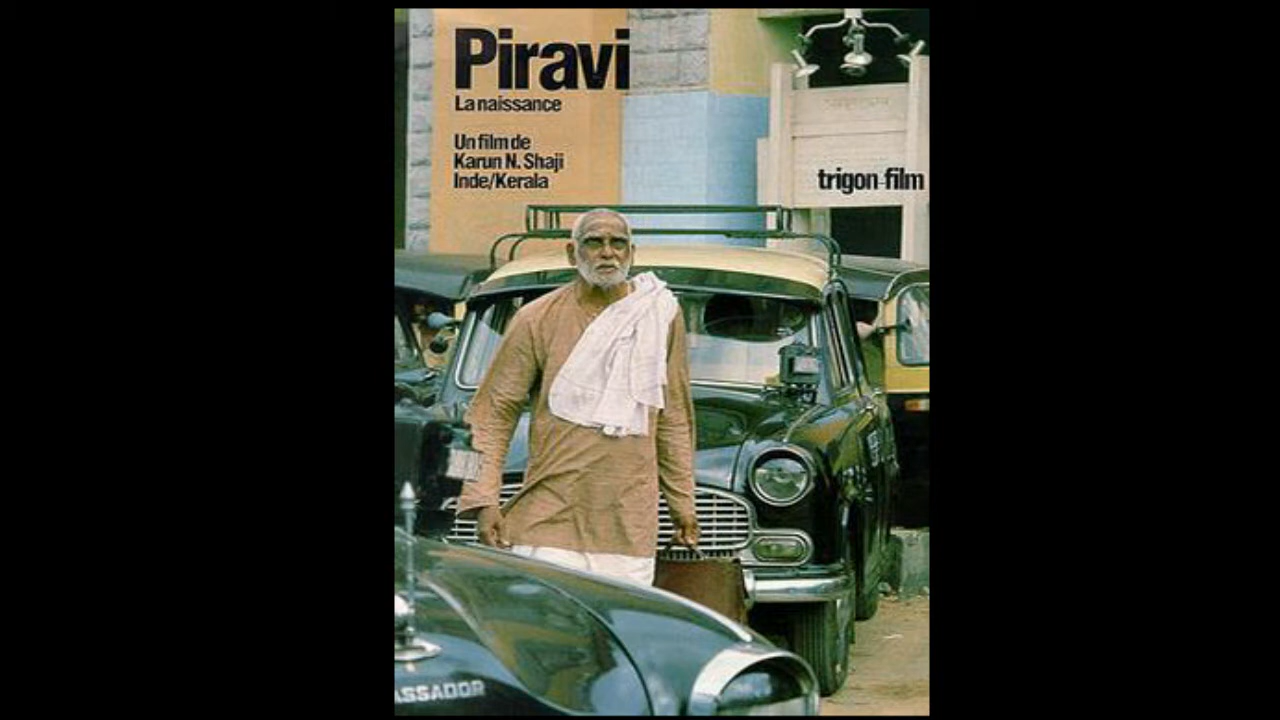 Piravi
La naissance
Un film de
Karun N. Shaji
Inde/Kerala
trigon-film
ASSADOR